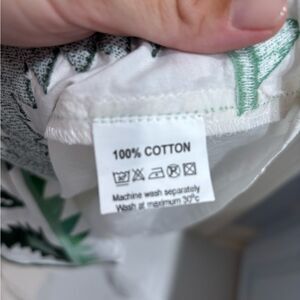 100% COTTON
Machine wash separately
Wash at maximum 30°c